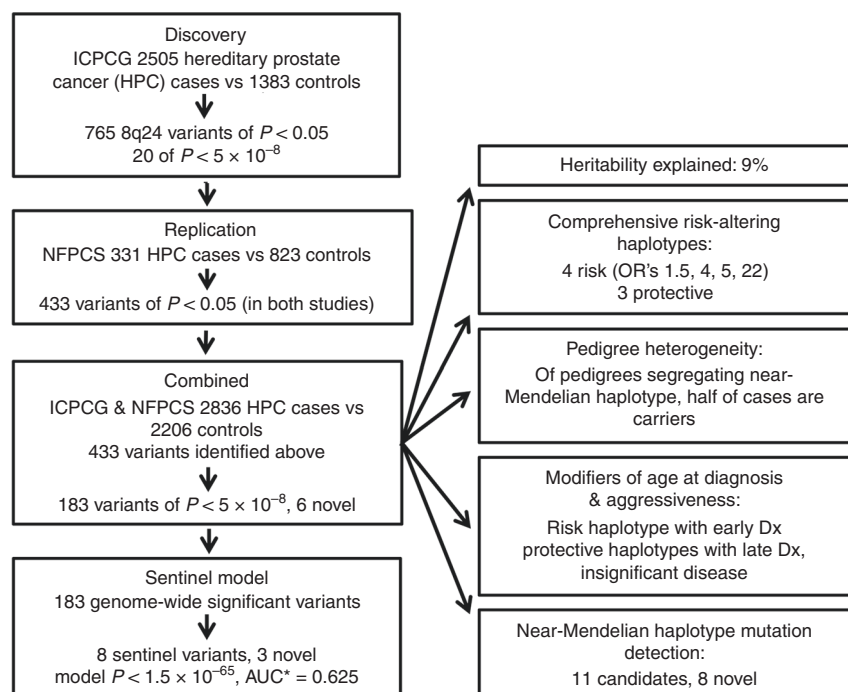 Discovery
ICPCG 2505 hereditary prostate
cancer (HPC) cases vs 1383 controls
765 8q24 variants of P < 0.05
20 of P < 5 × 10⁻⁸
Replication
NFPCS 331 HPC cases vs 823 controls
433 variants of P < 0.05 (in both studies)
Combined
ICPCG & NFPCS 2836 HPC cases vs
2206 controls
433 variants identified above
183 variants of P < 5 × 10⁻⁸, 6 novel
Sentinel model
183 genome-wide significant variants
8 sentinel variants, 3 novel
model P < 1.5 × 10⁻⁶⁵, AUC* = 0.625
Heritability explained: 9%
Comprehensive risk-altering
haplotypes:
4 risk (OR's 1.5, 4, 5, 22)
3 protective
Pedigree heterogeneity:
Of pedigrees segregating near-
Mendelian haplotype, half of cases are
carriers
Modifiers of age at diagnosis
& aggressiveness:
Risk haplotype with early Dx
protective haplotypes with late Dx,
insignificant disease
Near-Mendelian haplotype mutation
detection:
11 candidates, 8 novel